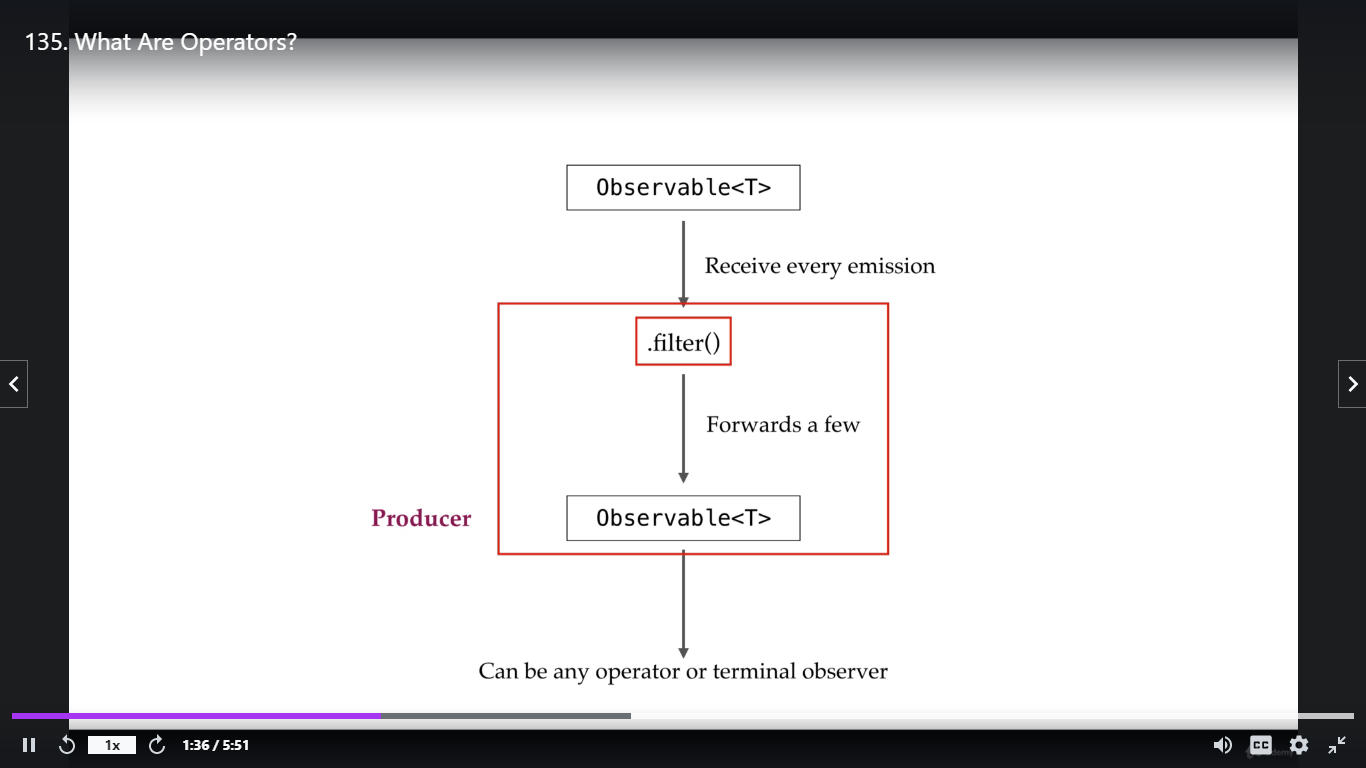 135. What Are Operators?
Observable<T>
Receive every emission
.filter()
Forwards a few
Producer
Observable<T>
Can be any operator or terminal observer
1x
1:36 / 5:51
CC